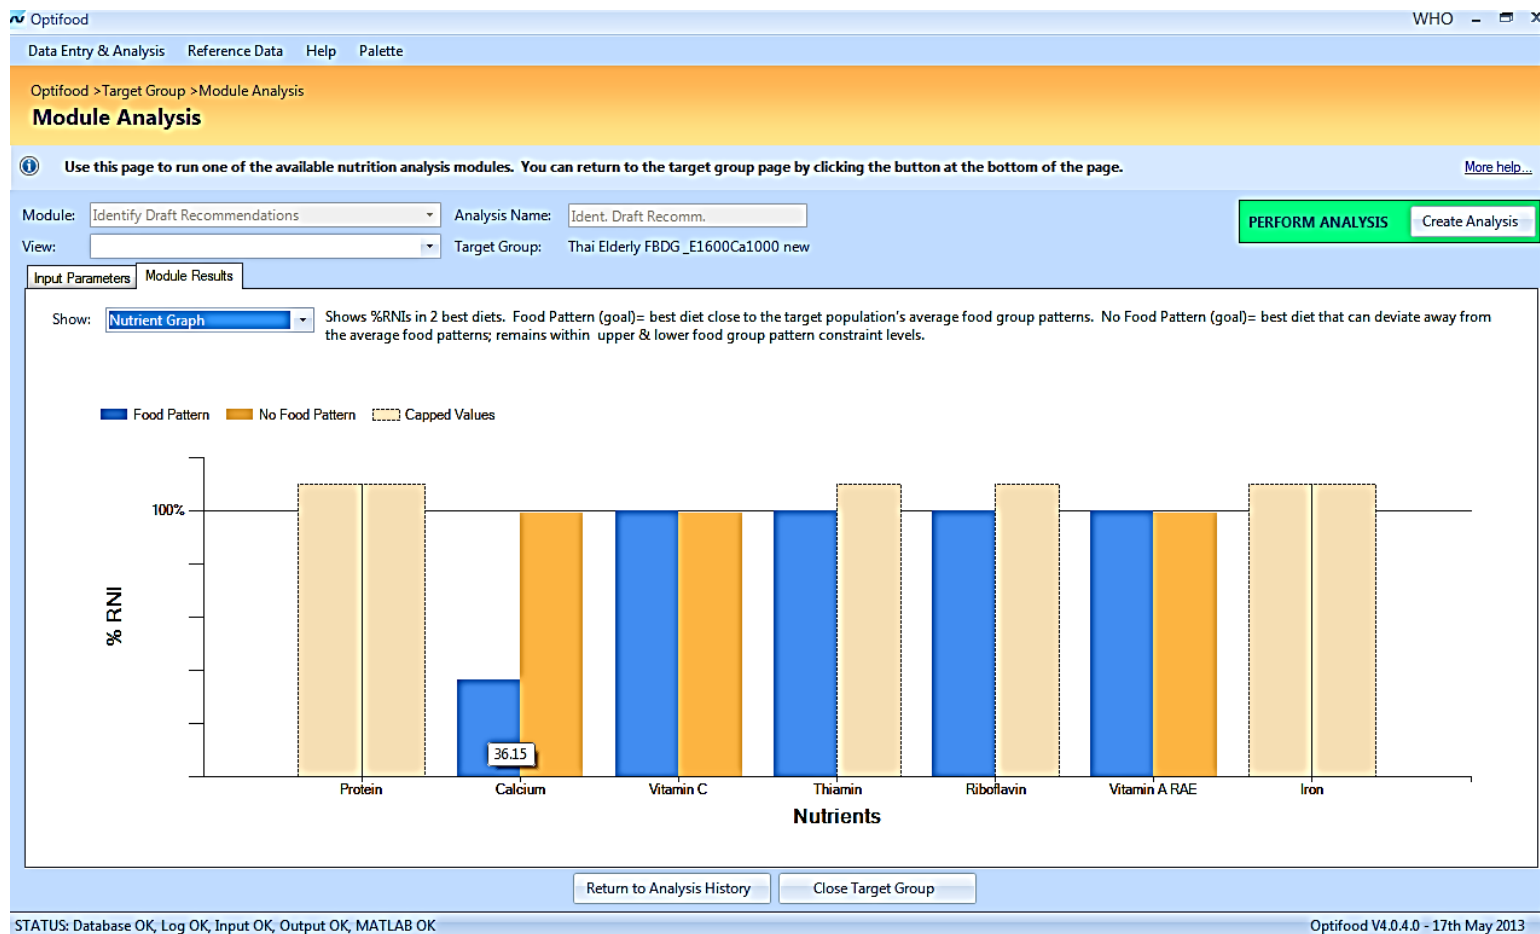 Optifood WHO
Data Entry & Analysis Reference Data Help Palette
Optifood >Target Group >Module Analysis
Module Analysis
Use this page to run one of the available nutrition analysis modules. You can return to the target group page by clicking the button at the bottom of the page. More help...
Module: Identify Draft Recommendations Analysis Name: Ident. Draft Recomm. PERFORM ANALYSIS Create Analysis
View: Target Group: Thai Elderly FBDG_E1600Ca1000 new
Input Parameters Module Results
Show: Nutrient Graph Shows %RNIs in 2 best diets. Food Pattern (goal)= best diet close to the target population's average food group patterns. No Food Pattern (goal)= best diet that can deviate away from
the average food patterns; remains within upper & lower food group pattern constraint levels.
Food Pattern No Food Pattern Capped Values
100%
% RNI
36.15
Protein Calcium Vitamin C Thiamin Riboflavin Vitamin A RAE Iron
Nutrients
Return to Analysis History Close Target Group
STATUS: Database OK, Log OK, Input OK, Output OK, MATLAB OK Optifood V4.0.4.0 - 17th May 2013